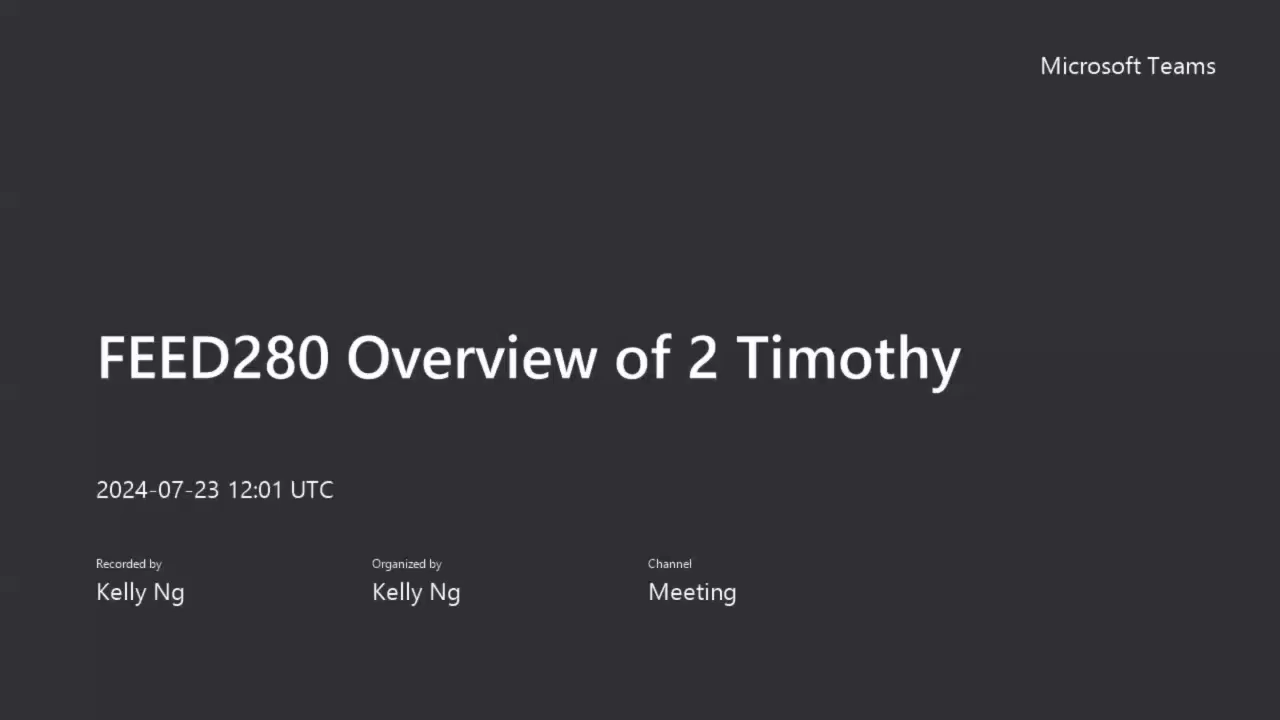 Microsoft Teams
FEED280 Overview of 2 Timothy
2024-07-23 12:01 UTC
Recorded by
Kelly Ng
Organized by
Kelly Ng
Channel
Meeting